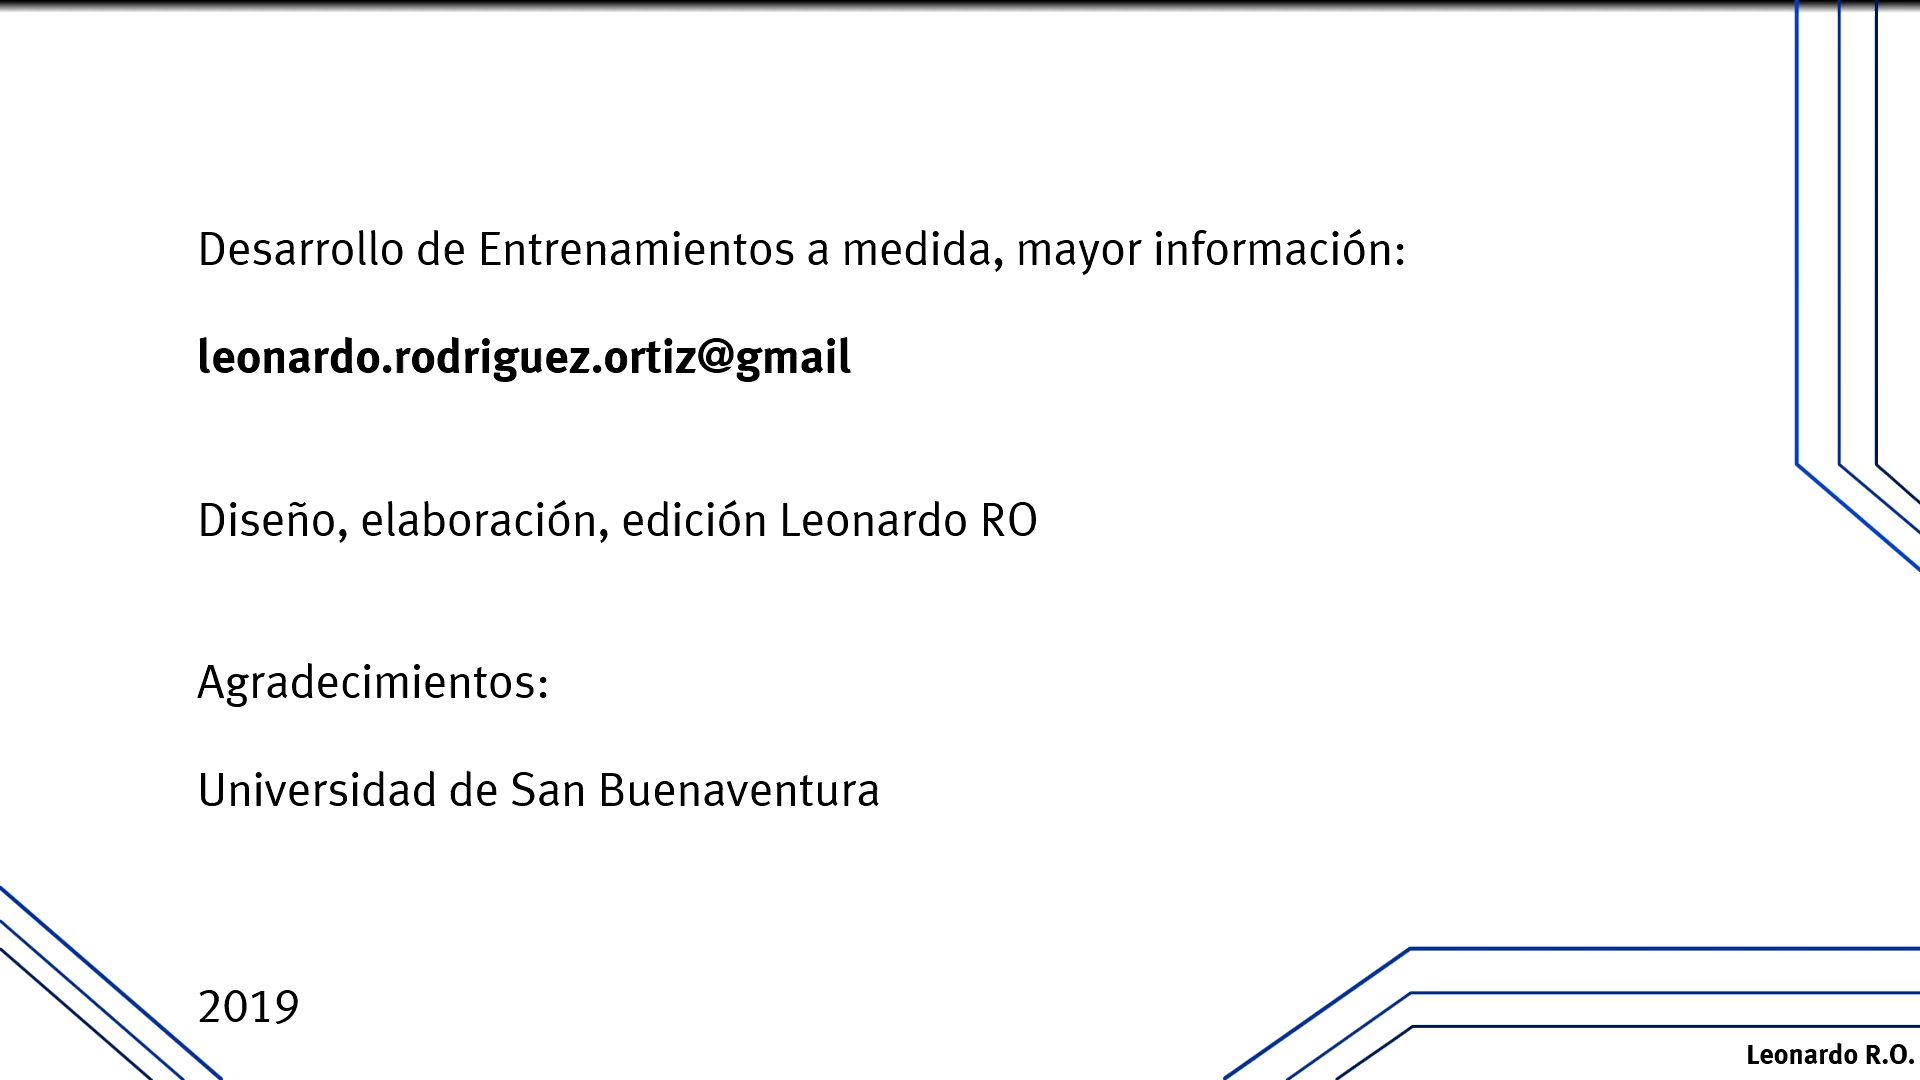 Desarrollo de Entrenamientos a medida, mayor información:
leonardo.rodriguez.ortiz@gmail
Diseño, elaboración, edición Leonardo RO
Agradecimientos:
Universidad de San Buenaventura
2019
Leonardo R.O.